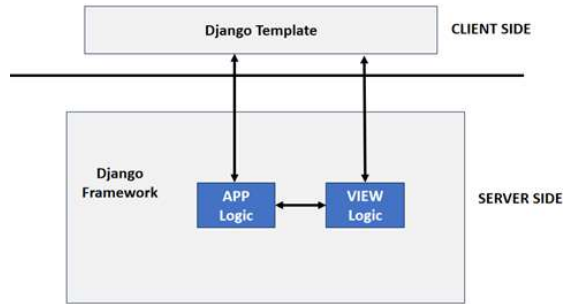 Django Template
CLIENT SIDE
Django
Framework
APP
Logic
VIEW
Logic
SERVER SIDE